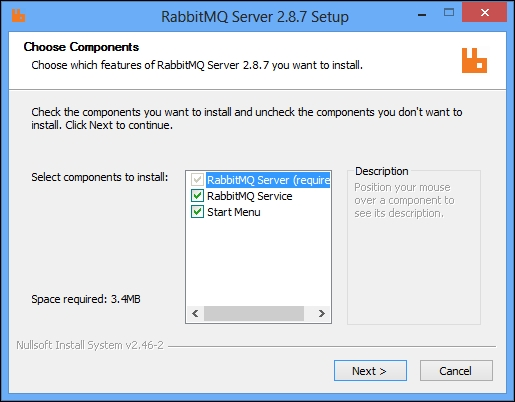 RabbitMQ Server 2.8.7 Setup
Choose Components
Choose which features of RabbitMQ Server 2.8.7 you want to install.
Check the components you want to install and uncheck the components you don't want to
install. Click Next to continue.
Select components to install:
RabbitMQ Server (require
RabbitMQ Service
Start Menu
Description
Position your mouse
over a component to
see its description.
Space required: 3.4MB
Nullsoft Install System v2.46-2
Next >
Cancel